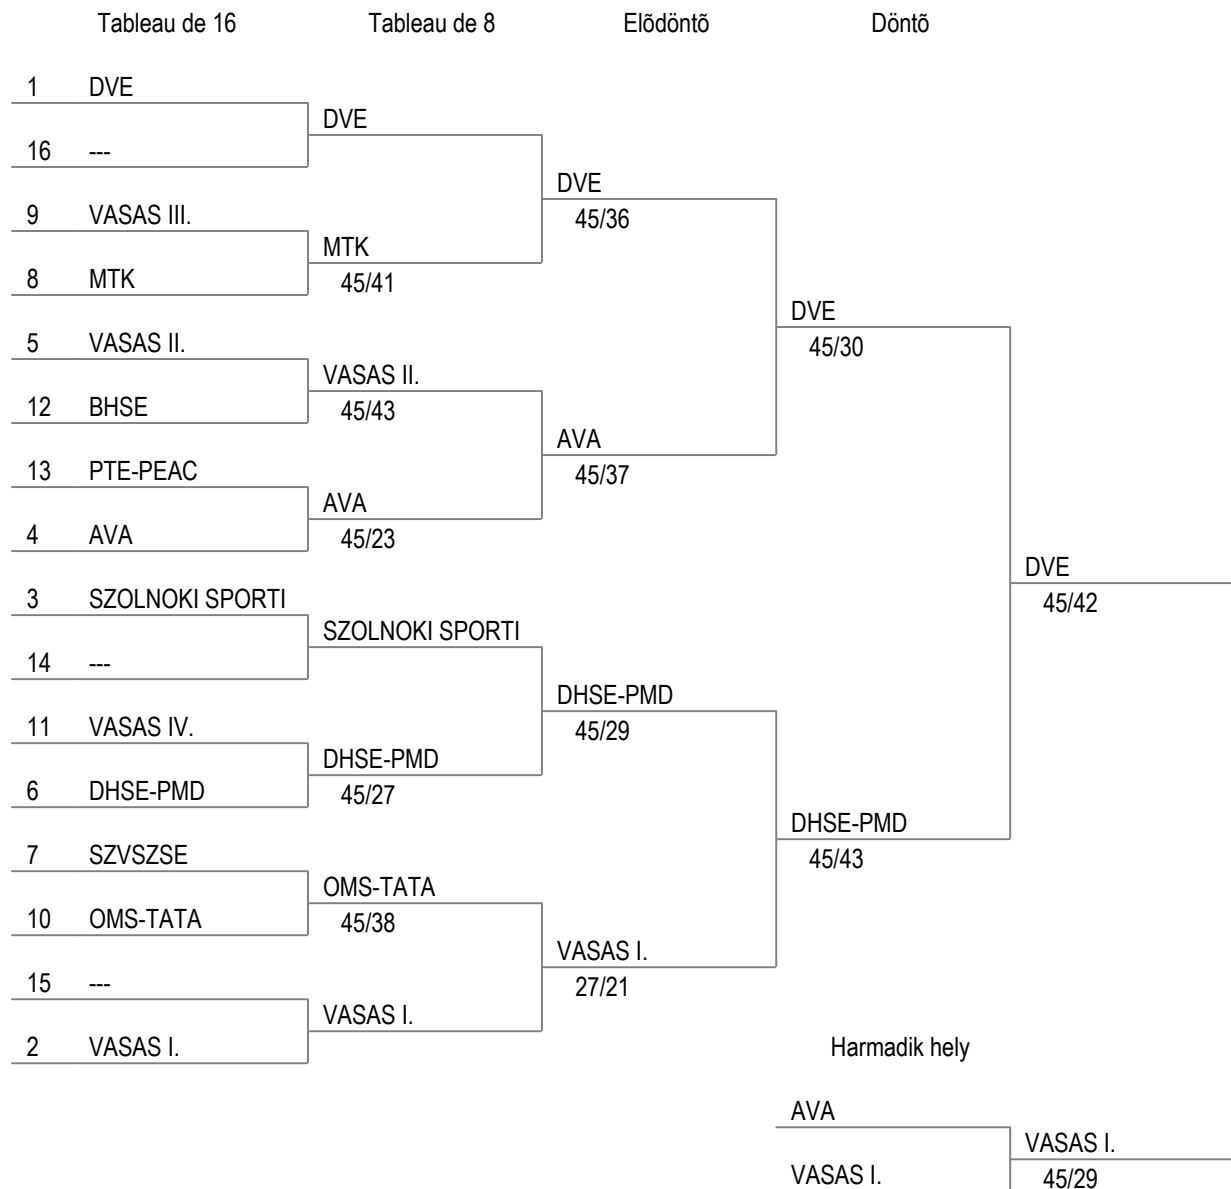 Tableau de 16 Tableau de 8 Elõdöntõ Döntõ
1 DVE
DVE
16 ---
DVE
9 VASAS III.
45/36
MTK
8 MTK
45/41
DVE
5 VASAS II.
45/30
VASAS II.
12 BHSE
45/43
AVA
13 PTE-PEAC
45/37
AVA
4 AVA
45/23
DVE
3 SZOLNOKI SPORTI
45/42
SZOLNOKI SPORTI
14 ---
DHSE-PMD
11 VASAS IV.
45/29
DHSE-PMD
6 DHSE-PMD
45/27
DHSE-PMD
7 SZVSZSE
45/43
OMS-TATA
10 OMS-TATA
45/38
VASAS I.
15 ---
27/21
VASAS I.
2 VASAS I.
Harmadik hely
AVA
VASAS I.
VASAS I.
45/29